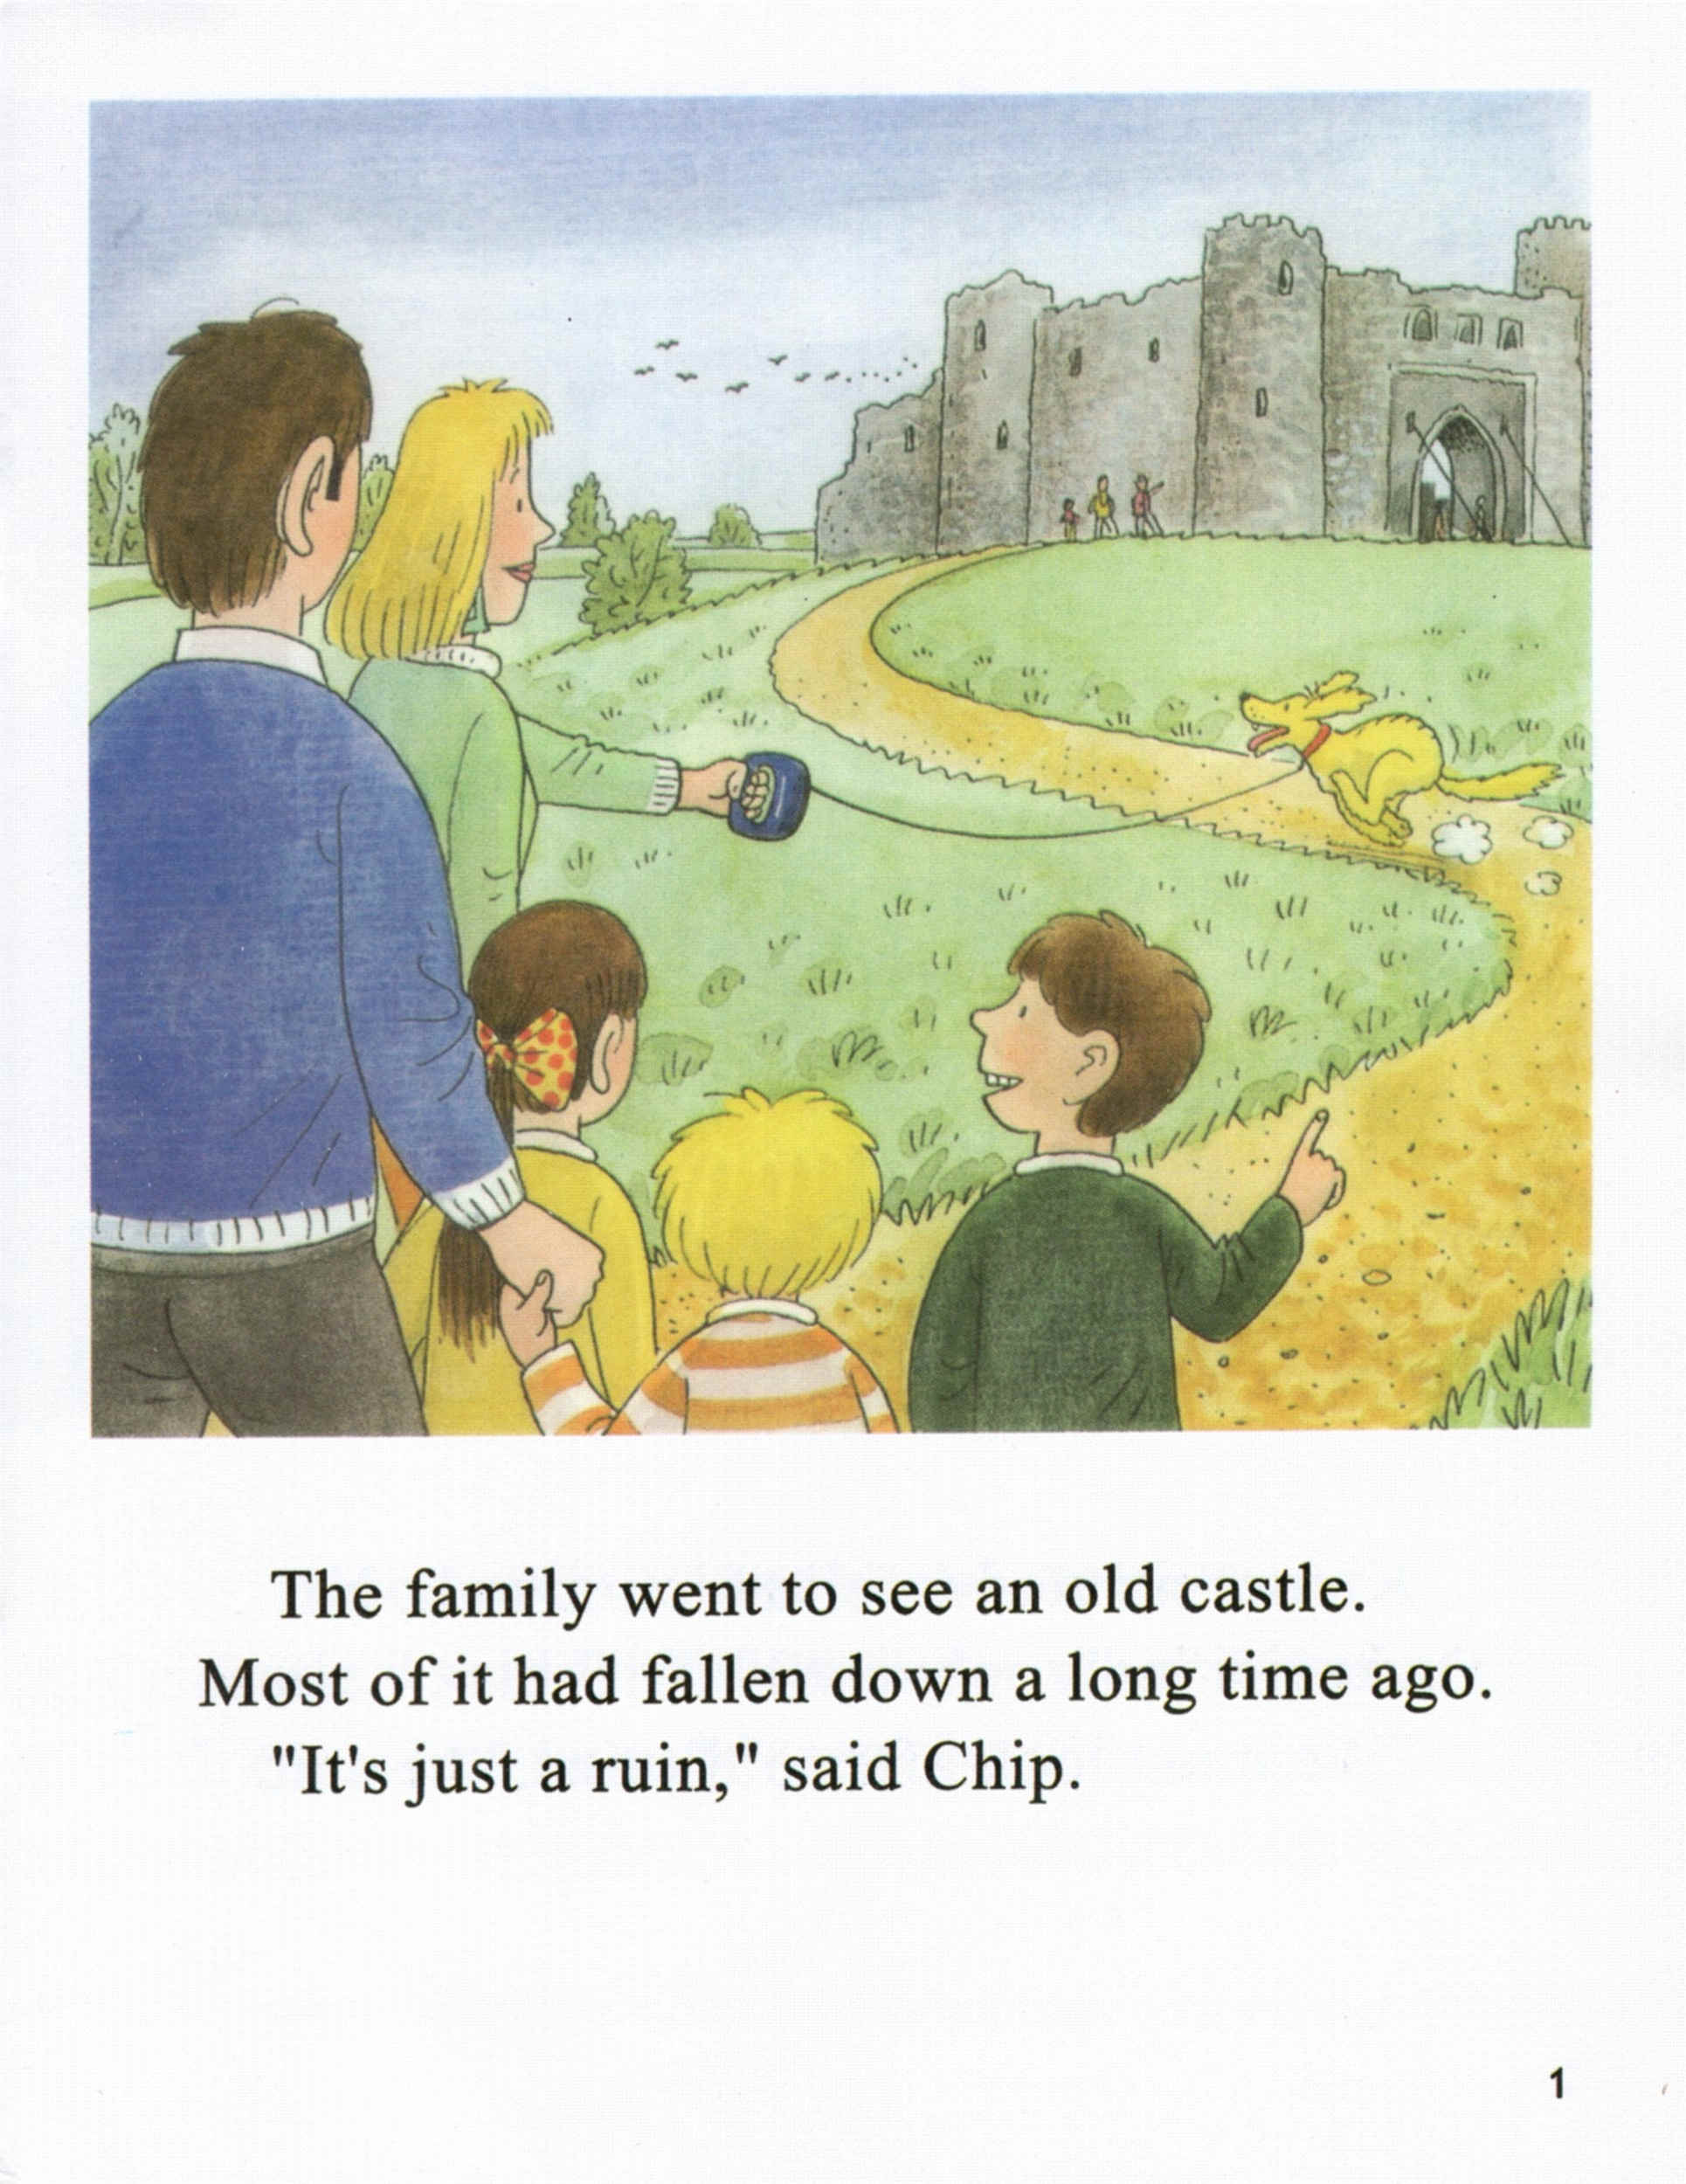 The family went to see an old castle.
Most of it had fallen down a long time ago.
"It's just a ruin," said Chip.
1